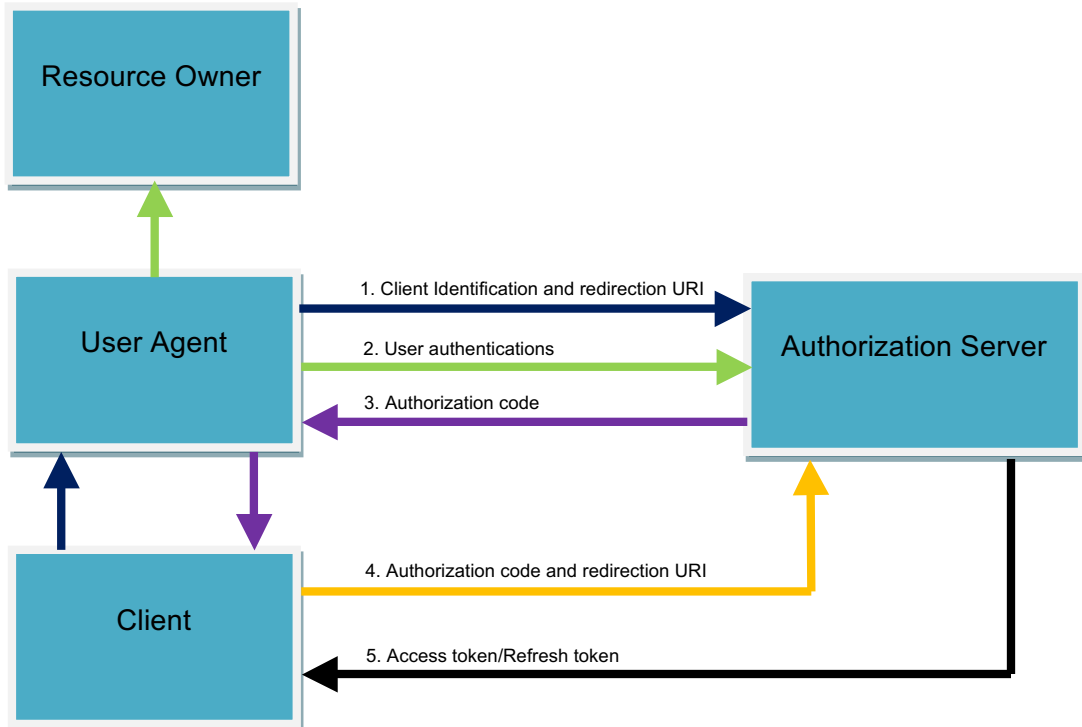 Resource Owner
1. Client Identification and redirection URI
User Agent
2. User authentications
Authorization Server
3. Authorization code
4. Authorization code and redirection URI
Client
5. Access token/Refresh token